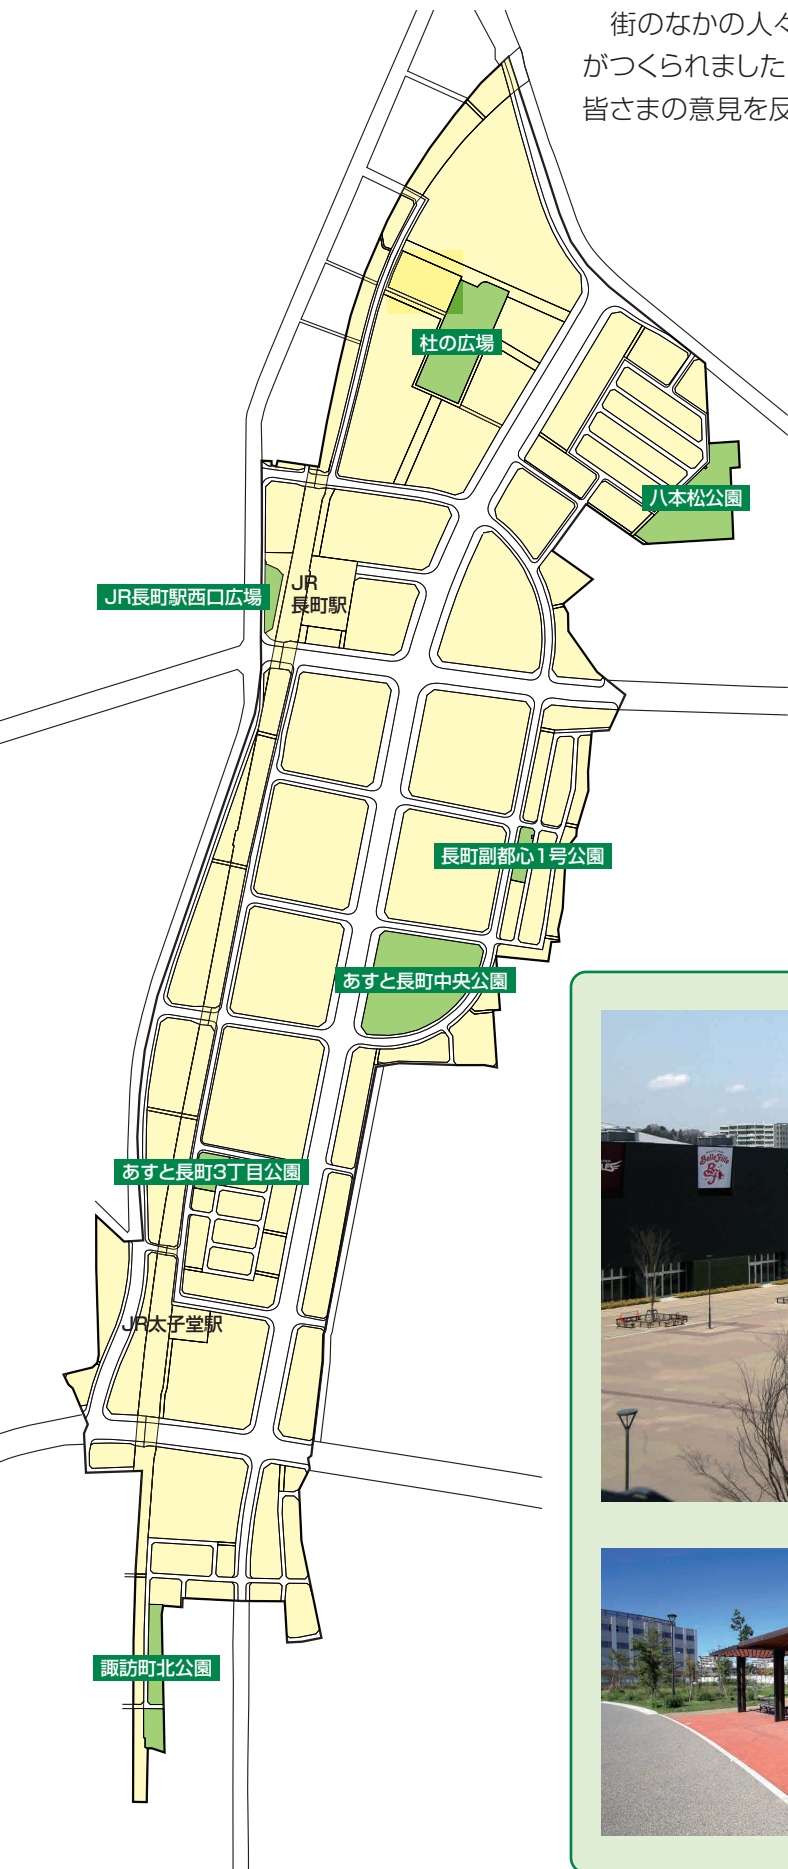 街のなかの人々
がつくられました
皆さまの意見を反
杜の広場
八本松公園
JR長町駅西口広場
JR
長町駅
長町副都心1号公園
あすと長町中央公園
あすと長町3丁目公園
JR太子堂駅
諏訪町北公園
Belle Fille